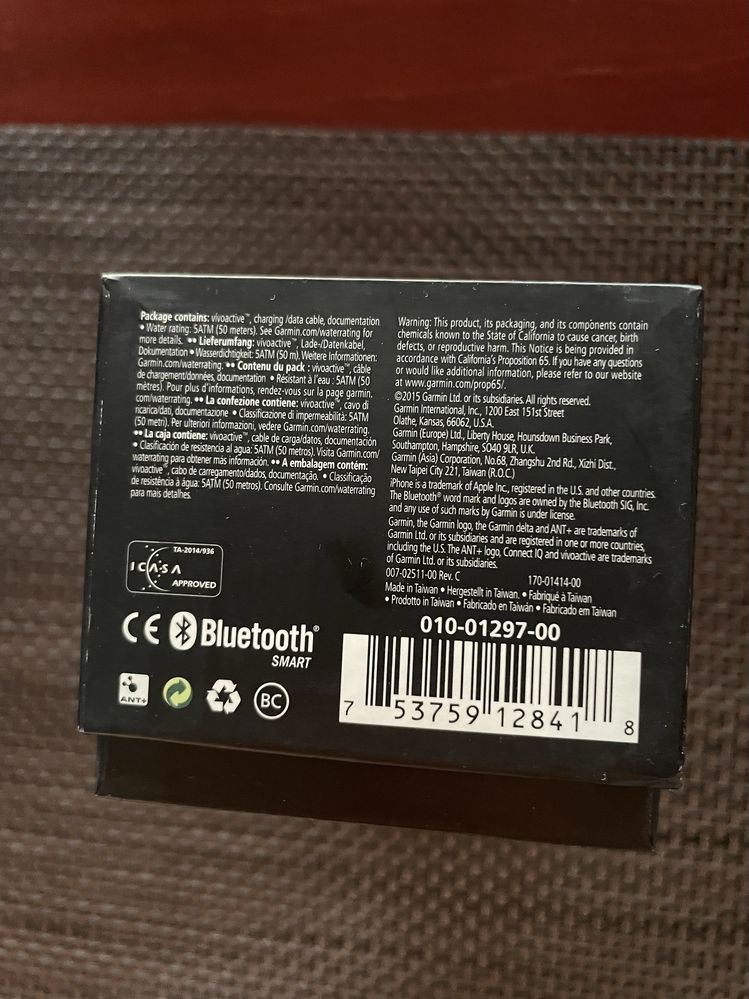 Package contains: vivoactive™, charging /data cable, documentation
• Water rating: 5ATM (50 meters). See Garmin.com/waterrating for
more details. •• Lieferumfang: vivoactive™, Lade-/Datenkabel,
Dokumentation • Wasserdichtigkeit: 5ATM (50 m). Weitere Informationen:
Garmin.com/waterrating. •• Contenu du pack : vivoactive™, câble
de chargement/données, documentation • Résistant à l'eau : 5ATM (50
mètres). Pour plus d'informations, rendez-vous sur la page garmin.
com/waterrating. •• La confezione contiene: vivoactive™, cavo di
ricarica/dati, documentazione • Classificazione di impermeabilità: 5ATM
(50 metri). Per ulteriori informazioni, vedere Garmin.com/waterrating.
•• La caja contiene: vivoactive™, cable de carga/datos, documentación
• Clasificación de resistencia al agua: 5ATM (50 metros). Visita Garmin.com/
waterrating para obtener más información. •• A embalagem contém:
vivoactive™, cabo de carregamento/dados, documentação. • Classificação
de resistência à água: 5ATM (50 metros). Consulte Garmin.com/waterrating
para mais detalhes.
TA-2014/936
ICASA
APPROVED
CE Bluetooth®
SMART
ANT+
BC
Warning: This product, its packaging, and its components contain
chemicals known to the State of California to cause cancer, birth
defects, or reproductive harm. This Notice is being provided in
accordance with California's Proposition 65. If you have any questions
or would like additional information, please refer to our website
at www.garmin.com/prop65/.
©2015 Garmin Ltd. or its subsidiaries. All rights reserved.
Garmin International, Inc., 1200 East 151st Street
Olathe, Kansas, 66062, U.S.A.
Garmin (Europe) Ltd., Liberty House, Hounsdown Business Park,
Southampton, Hampshire, SO40 9LR, U.K.
Garmin (Asia) Corporation, No.68, Zhangshu 2nd Rd., Xizhi Dist.,
New Taipei City 221, Taiwan (R.O.C.)
iPhone is a trademark of Apple Inc., registered in the U.S. and other countries.
The Bluetooth® word mark and logos are owned by the Bluetooth SIG, Inc.
and any use of such marks by Garmin is under license.
Garmin, the Garmin logo, the Garmin delta and ANT+ are trademarks of
Garmin Ltd. or its subsidiaries and are registered in one or more countries,
including the U.S. The ANT+ logo, Connect IQ and vivoactive are trademarks
of Garmin Ltd. or its subsidiaries.
007-02511-00 Rev. C 170-01414-00
Made in Taiwan • Hergestellt in Taiwan. • Fabriqué à Taiwan
• Prodotto in Taiwan • Fabricado en Taiwán • Fabricado em Taiwan
010-01297-00
7 53759 12841 8